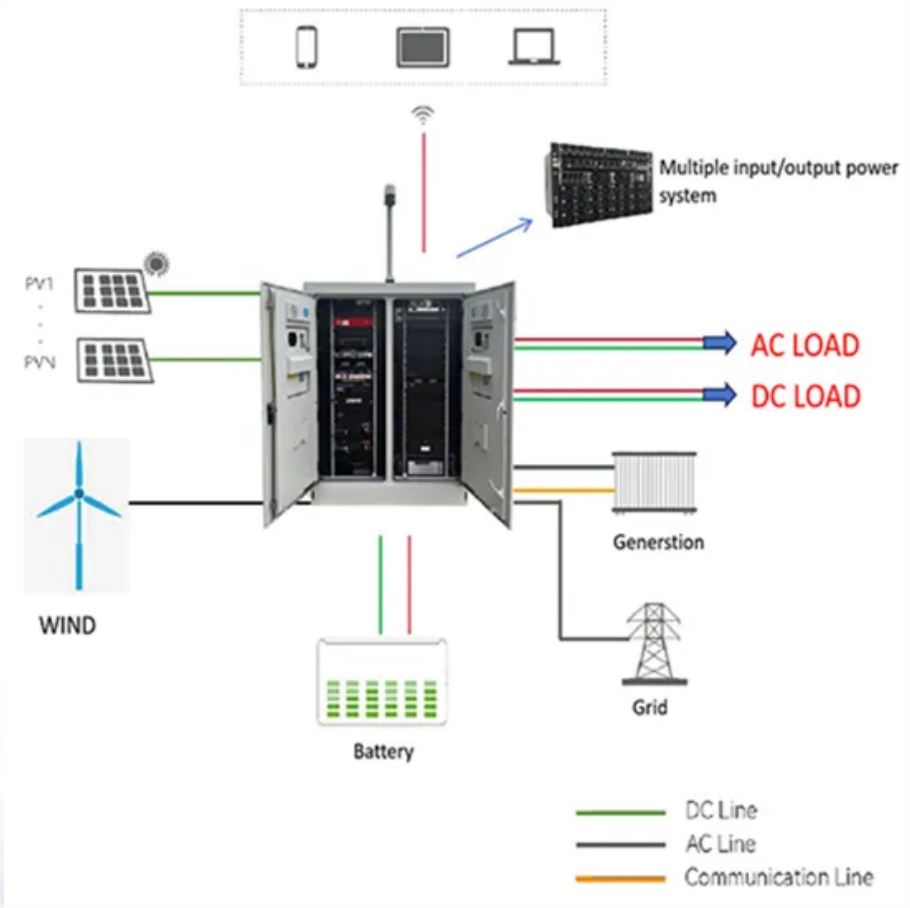 Multiple input/output power
system
PV1
PVN
AC LOAD
DC LOAD
WIND
Generstion
Grid
Battery
DC Line
AC Line
Communication Line